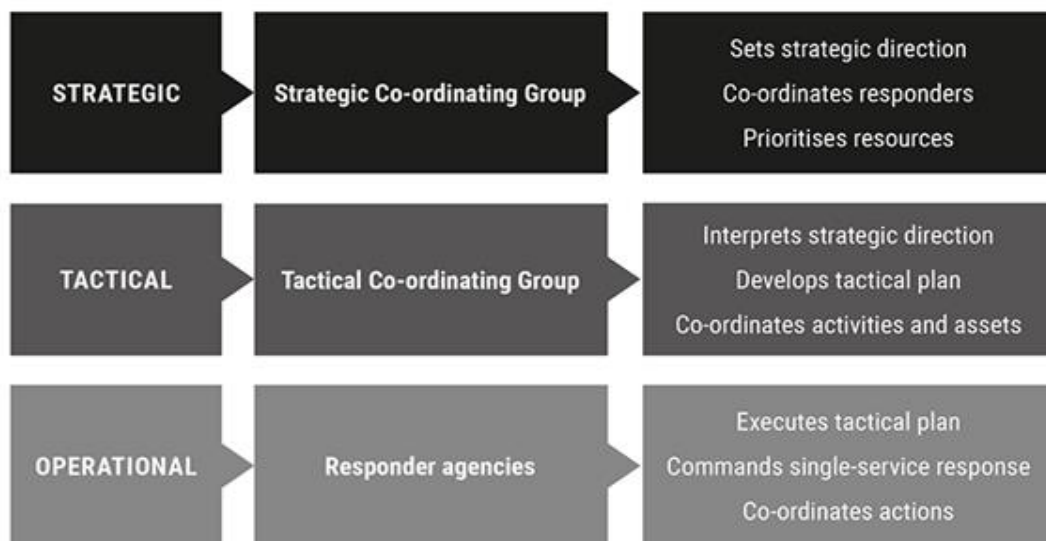 STRATEGIC
Strategic Co-ordinating Group
Sets strategic direction
Co-ordinates responders
Prioritises resources
TACTICAL
Tactical Co-ordinating Group
Interprets strategic direction
Develops tactical plan
Co-ordinates activities and assets
OPERATIONAL
Responder agencies
Executes tactical plan
Commands single-service response
Co-ordinates actions